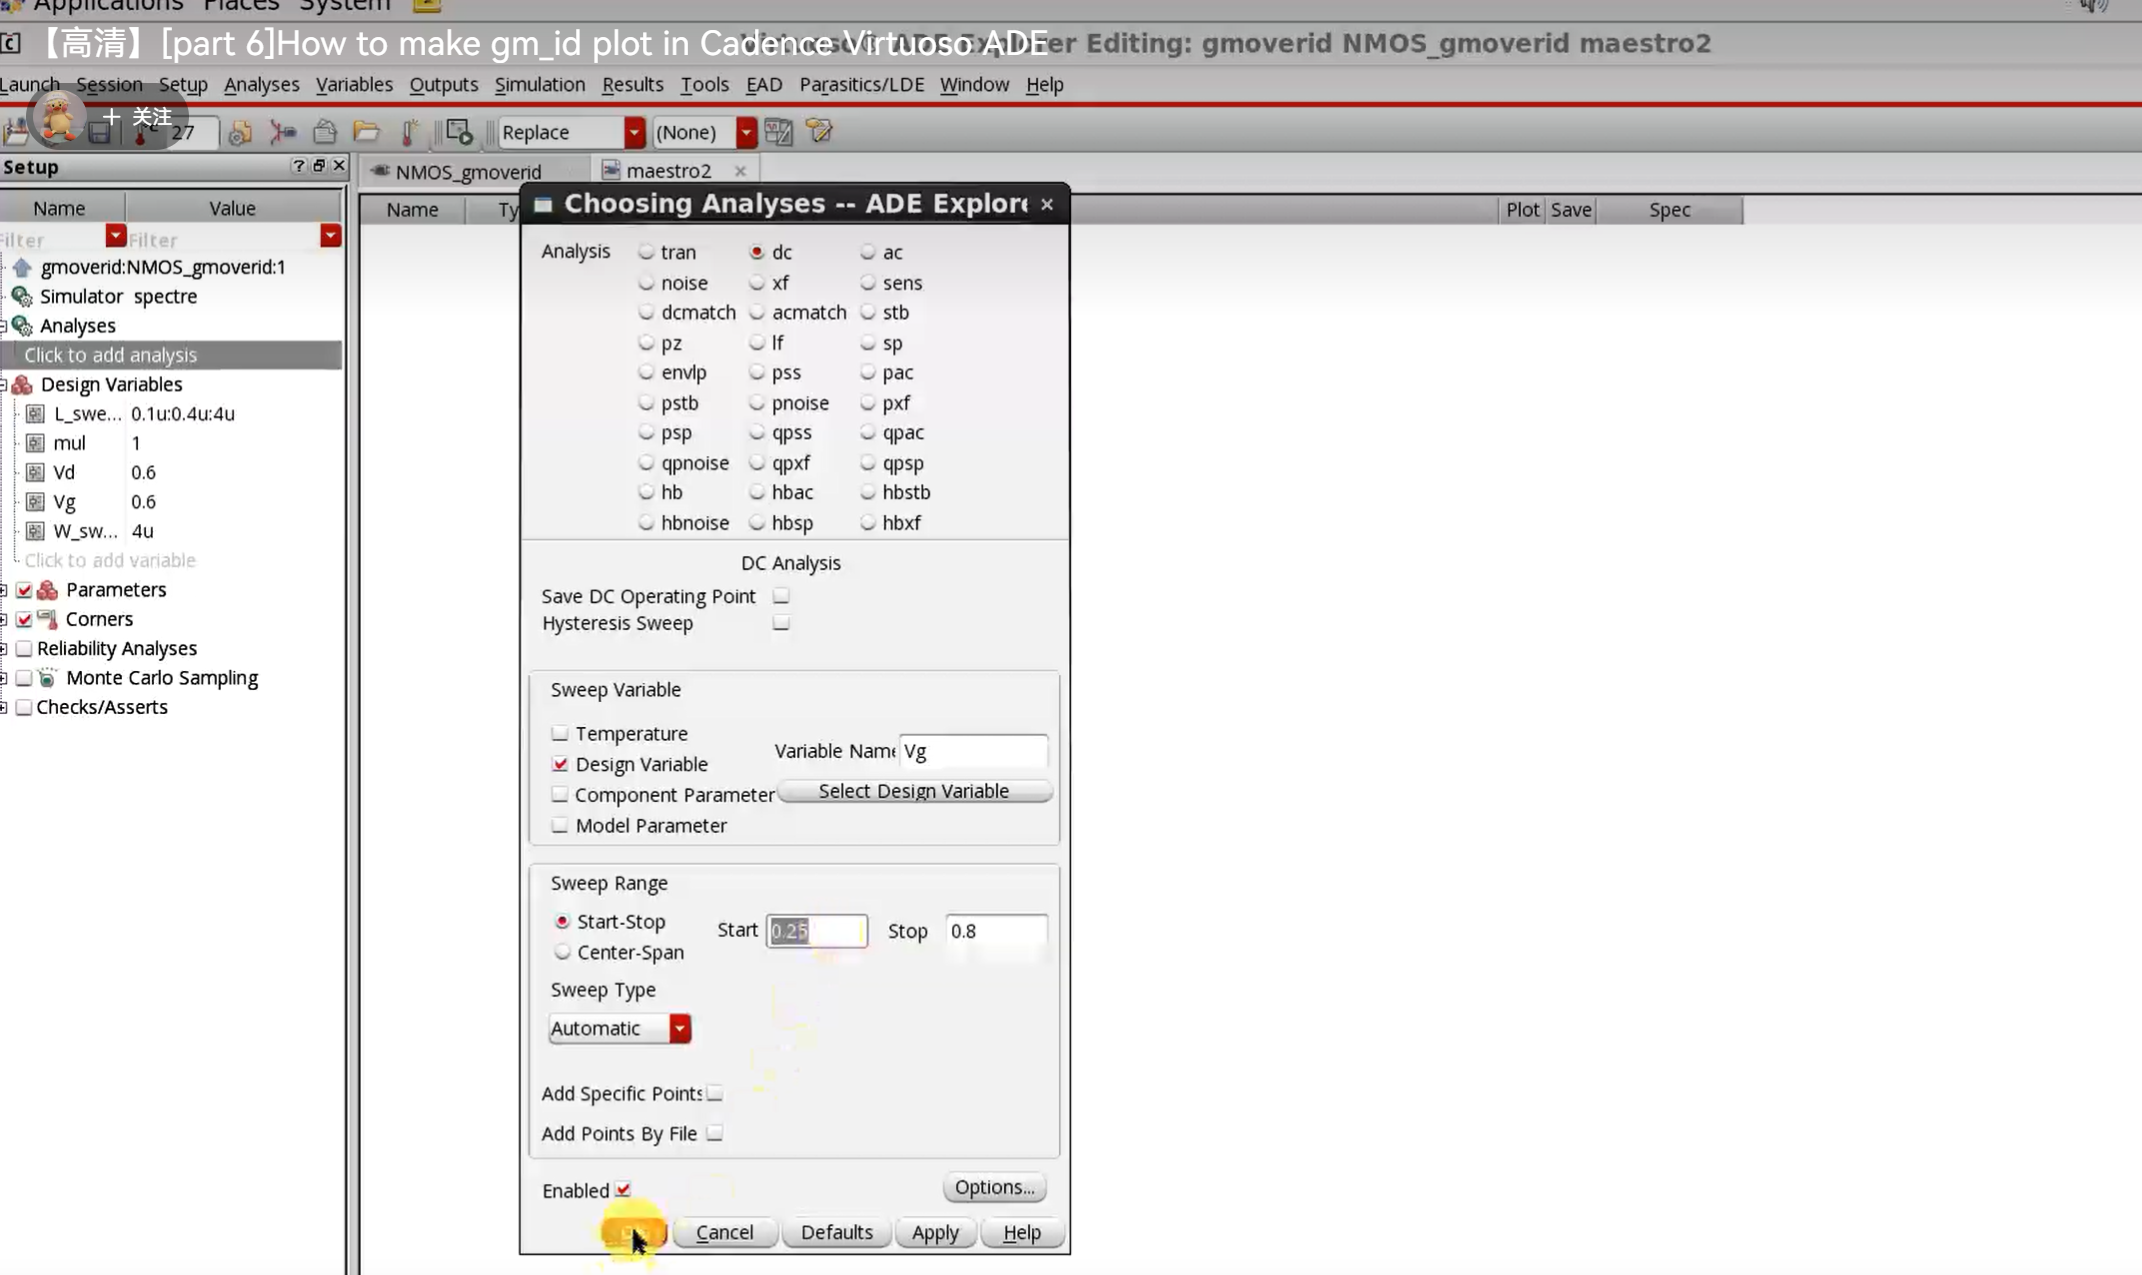 Applications Places System
【高清】[part 6]How to make gm_id plot in Cadence Virtuoso ADE
Explorer Editing: gmoverid NMOS_gmoverid maestro2
Launch Session Setup Analyses Variables Outputs Simulation Results Tools EAD Parasitics/LDE Window Help
+ 关注
27 Replace (None)
Setup
NMOS_gmoverid maestro2
Name Value
Name Ty Plot Save Spec
Filter Filter
gmoverid:NMOS_gmoverid:1
Simulator spectre
Analyses
Click to add analysis
Design Variables
L_swe... 0.1u:0.4u:4u
mul 1
Vd 0.6
Vg 0.6
W_sw... 4u
Click to add variable
Parameters
Corners
Reliability Analyses
Monte Carlo Sampling
Checks/Asserts
Choosing Analyses -- ADE Explore
Analysis tran dc ac
noise xf sens
dcmatch acmatch stb
pz lf sp
envlp pss pac
pstb pnoise pxf
psp qpss qpac
qpnoise qpxf qpsp
hb hbac hbstb
hbnoise hbsp hbxf
DC Analysis
Save DC Operating Point
Hysteresis Sweep
Sweep Variable
Temperature
Variable Name Vg
Design Variable
Select Design Variable
Component Parameter
Model Parameter
Sweep Range
Start-Stop Start 0.25 Stop 0.8
Center-Span
Sweep Type
Automatic
Add Specific Points
Add Points By File
Enabled Options...
Cancel Defaults Apply Help